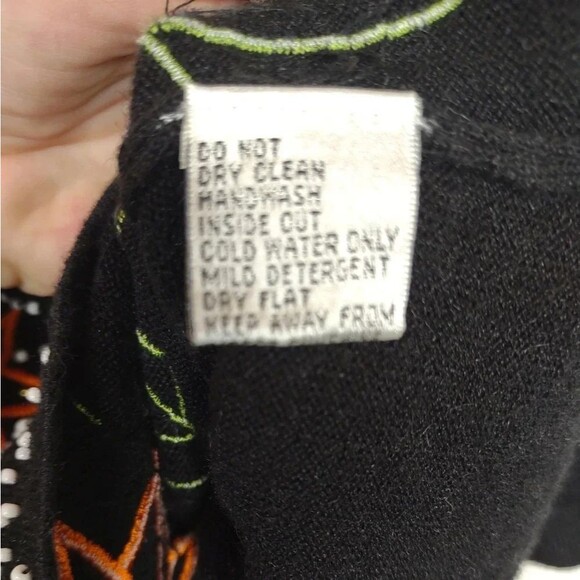 DO NOT
DRY CLEAN
HANDWASH
INSIDE OUT
COLD WATER ONLY
MILD DETERGENT
DRY FLAT
KEEP AWAY FROM